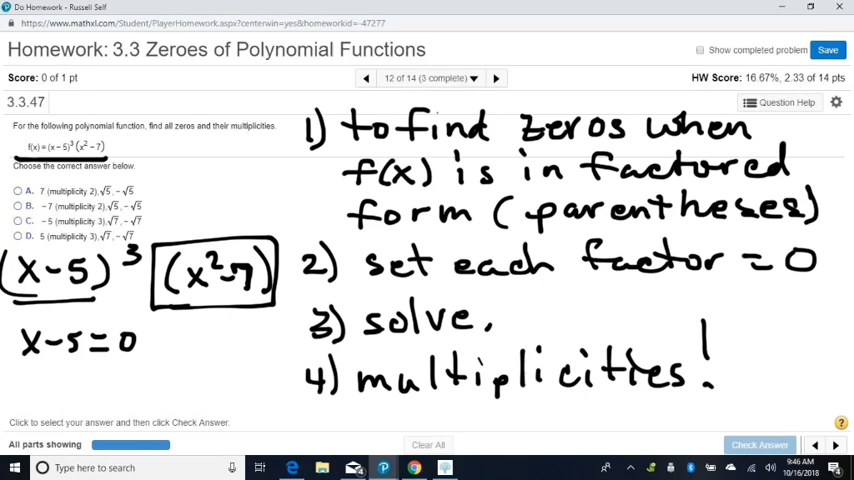 Do Homework - Russell Self
https://www.mathxl.com/Student/PlayerHomework.aspx?centerwin=yes&homeworkid=-47277
Homework: 3.3 Zeroes of Polynomial Functions
Show completed problem
Save
Score: 0 of 1 pt
12 of 14 (3 complete)
HW Score: 16.67%, 2.33 of 14 pts
3.3.47
Question Help
For the following polynomial function, find all zeros and their multiplicities.
f(x) = (x − 5)³ (x² − 7)
Choose the correct answer below.
A. 7 (multiplicity 2), √5, − √5
B. − 7 (multiplicity 2), √5, − √5
C. − 5 (multiplicity 3), √7, − √7
D. 5 (multiplicity 3), √7, − √7
(x-5)³ (x²-7)
x-5=0
1) to find zeros when
f(x) is in factored
form (parentheses)
2) set each factor = 0
3) solve.
4) multiplicities!
Click to select your answer and then click Check Answer.
All parts showing
Clear All
Check Answer
Type here to search
9:46 AM
10/16/2018